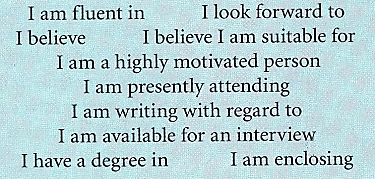 I am fluent in I look forward to
I believe I believe I am suitable for
I am a highly motivated person
I am presently attending
I am writing with regard to
I am available for an interview
I have a degree in I am enclosing